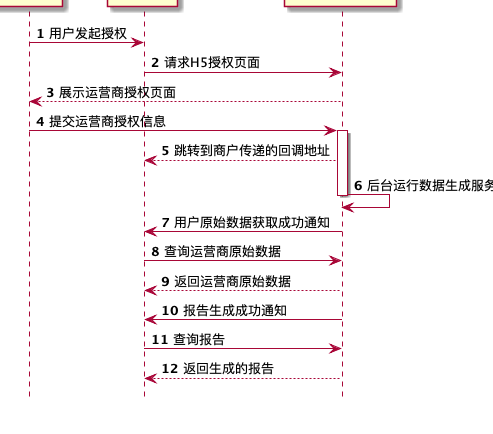 1 用户发起授权
2 请求H5授权页面
3 展示运营商授权页面
4 提交运营商授权信息
5 跳转到商户传递的回调地址
6 后台运行数据生成服务
7 用户原始数据获取成功通知
8 查询运营商原始数据
9 返回运营商原始数据
10 报告生成成功通知
11 查询报告
12 返回生成的报告